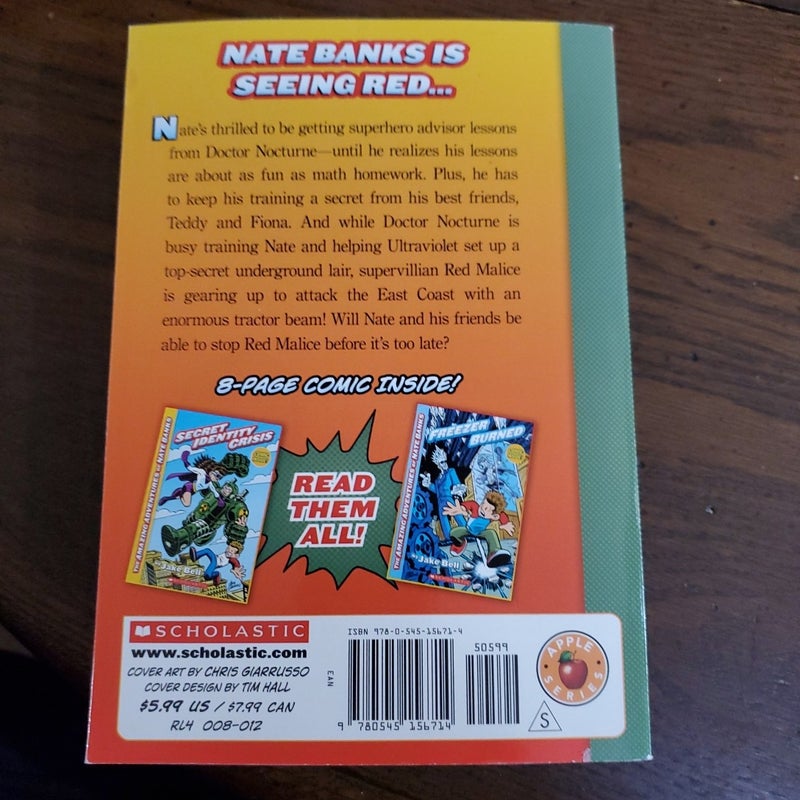 NATE BANKS IS
SEEING RED...
Nate's thrilled to be getting superhero advisor lessons
from Doctor Nocturne—until he realizes his lessons
are about as fun as math homework. Plus, he has
to keep his training a secret from his best friends,
Teddy and Fiona. And while Doctor Nocturne is
busy training Nate and helping Ultraviolet set up a
top-secret underground lair, supervillian Red Malice
is gearing up to attack the East Coast with an
enormous tractor beam! Will Nate and his friends be
able to stop Red Malice before it's too late?
8-PAGE COMIC INSIDE!
THE AMAZING ADVENTURES OF NATE BANKS
SECRET
IDENTITY
CRISIS
by Jake Bell
SCHOLASTIC
READ
THEM
ALL!
THE AMAZING ADVENTURES OF NATE BANKS
FREEZER
BURNED
by Jake Bell
SCHOLASTIC
SCHOLASTIC
www.scholastic.com
COVER ART BY CHRIS GIARRUSSO
COVER DESIGN BY TIM HALL
$5.99 US / $7.99 CAN
RL4 008-012
ISBN 978-0-545-15671-4
50599
EAN
9 780545 156714
S
APPLE
SERIES